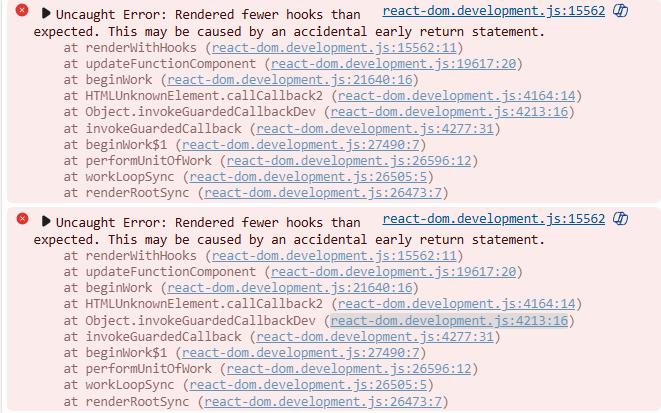 Uncaught Error: Rendered fewer hooks than react-dom.development.js:15562
expected. This may be caused by an accidental early return statement.
at renderWithHooks (react-dom.development.js:15562:11)
at updateFunctionComponent (react-dom.development.js:19617:20)
at beginWork (react-dom.development.js:21640:16)
at HTMLUnknownElement.callCallback2 (react-dom.development.js:4164:14)
at Object.invokeGuardedCallbackDev (react-dom.development.js:4213:16)
at invokeGuardedCallback (react-dom.development.js:4277:31)
at beginWork$1 (react-dom.development.js:27490:7)
at performUnitOfWork (react-dom.development.js:26596:12)
at workLoopSync (react-dom.development.js:26505:5)
at renderRootSync (react-dom.development.js:26473:7)
Uncaught Error: Rendered fewer hooks than react-dom.development.js:15562
expected. This may be caused by an accidental early return statement.
at renderWithHooks (react-dom.development.js:15562:11)
at updateFunctionComponent (react-dom.development.js:19617:20)
at beginWork (react-dom.development.js:21640:16)
at HTMLUnknownElement.callCallback2 (react-dom.development.js:4164:14)
at Object.invokeGuardedCallbackDev (react-dom.development.js:4213:16)
at invokeGuardedCallback (react-dom.development.js:4277:31)
at beginWork$1 (react-dom.development.js:27490:7)
at performUnitOfWork (react-dom.development.js:26596:12)
at workLoopSync (react-dom.development.js:26505:5)
at renderRootSync (react-dom.development.js:26473:7)